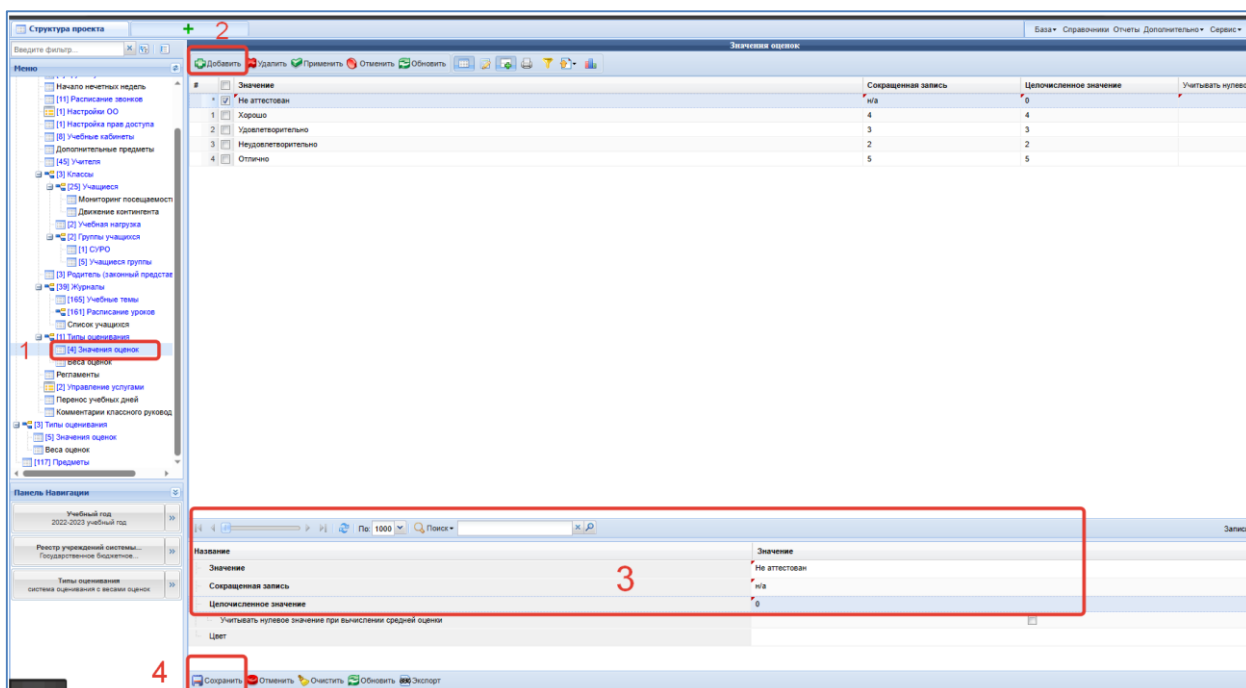 Структура проекта
2
База Справочники Отчеты Дополнительно Сервис
Введите фильтр...
Значения оценок
Меню
Добавить Удалить Применить Отменить Обновить
Начало нечетных недель
[11] Расписание звонков
[1] Настройки ОО
[1] Настройка прав доступа
[8] Учебные кабинеты
Дополнительные предметы
[45] Учителя
[3] Классы
[25] Учащиеся
Мониторинг посещаемост
Движение контингента
[2] Учебная нагрузка
[2] Группы учащихся
[1] СУРО
[5] Учащиеся группы
[3] Родитель (законный представ
[39] Журналы
[165] Учебные темы
[161] Расписание уроков
Список учащихся
[1] Типы оценивания
1
[4] Значения оценок
Веса оценок
Регламенты
[2] Управление услугами
Перенос учебных дней
Комментарии классного руковод
[3] Типы оценивания
[5] Значения оценок
Веса оценок
[117] Предметы
# Значение Сокращенная запись Целочисленное значение Учитывать нулево
* Не аттестован н/а 0
1 Хорошо 4 4
2 Удовлетворительно 3 3
3 Неудовлетворительно 2 2
4 Отлично 5 5
Панель Навигации
Учебный год
2022-2023 учебный год
Реестр учреждений системы...
Государственное бюджетное...
Типы оценивания
система оценивания с весами оценок
По: 1000 Поиск
Запис
Название Значение
Значение Не аттестован
3
Сокращенная запись н/а
Целочисленное значение 0
Учитывать нулевое значение при вычислении средней оценки
Цвет
4
Сохранить Отменить Очистить Обновить Экспорт